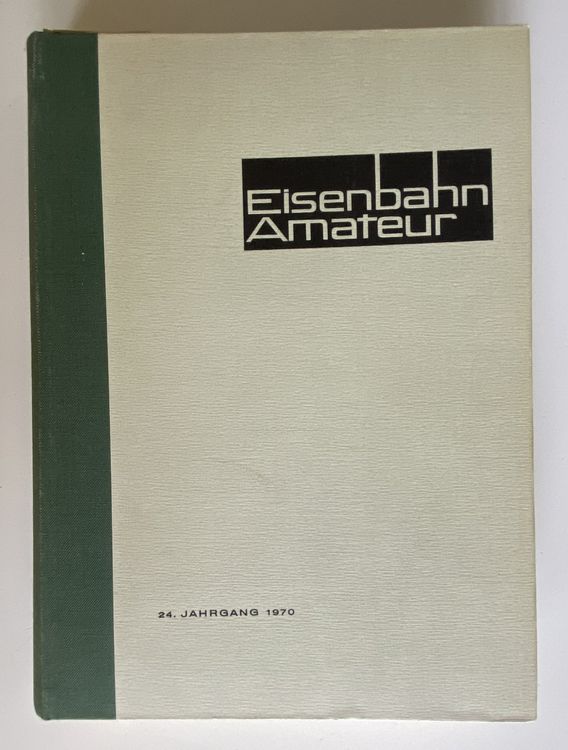 Eisenbahn
Amateur
24. JAHRGANG 1970